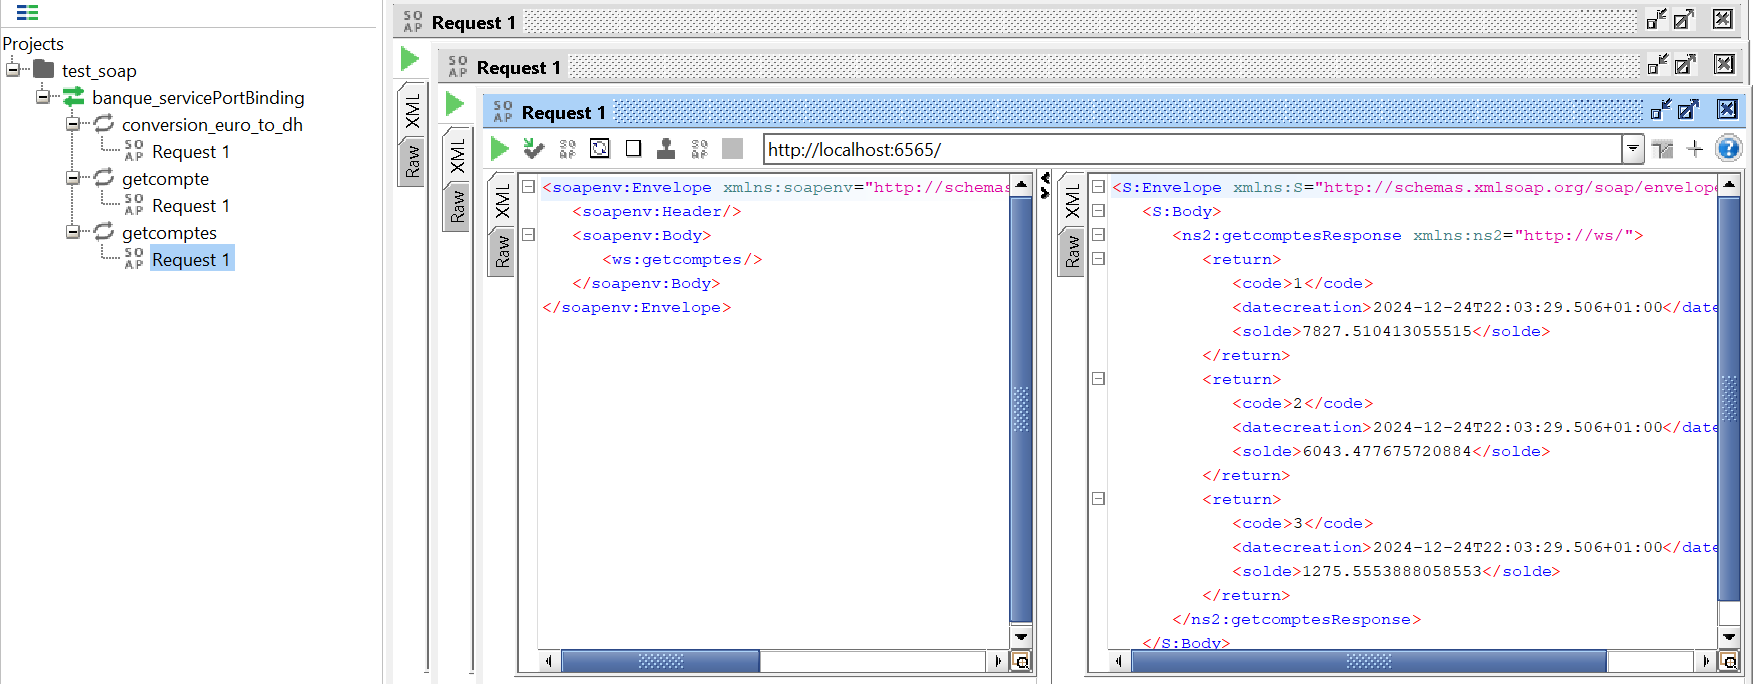 Projects
test_soap
banque_servicePortBinding
conversion_euro_to_dh
SOAP Request 1
getcompte
SOAP Request 1
getcomptes
SOAP Request 1
SOAP Request 1
XML
Raw
SOAP Request 1
XML
Raw
SOAP Request 1
http://localhost:6565/
XML
Raw
<soapenv:Envelope xmlns:soapenv="http://schemas
<soapenv:Header/>
<soapenv:Body>
<ws:getcomptes/>
</soapenv:Body>
</soapenv:Envelope>
XML
Raw
<S:Envelope xmlns:S="http://schemas.xmlsoap.org/soap/envelope
<S:Body>
<ns2:getcomptesResponse xmlns:ns2="http://ws/">
<return>
<code>1</code>
<datecreation>2024-12-24T22:03:29.506+01:00</date
<solde>7827.510413055515</solde>
</return>
<return>
<code>2</code>
<datecreation>2024-12-24T22:03:29.506+01:00</date
<solde>6043.477675720884</solde>
</return>
<return>
<code>3</code>
<datecreation>2024-12-24T22:03:29.506+01:00</date
<solde>1275.5553888058553</solde>
</return>
</ns2:getcomptesResponse>
</S:Body>